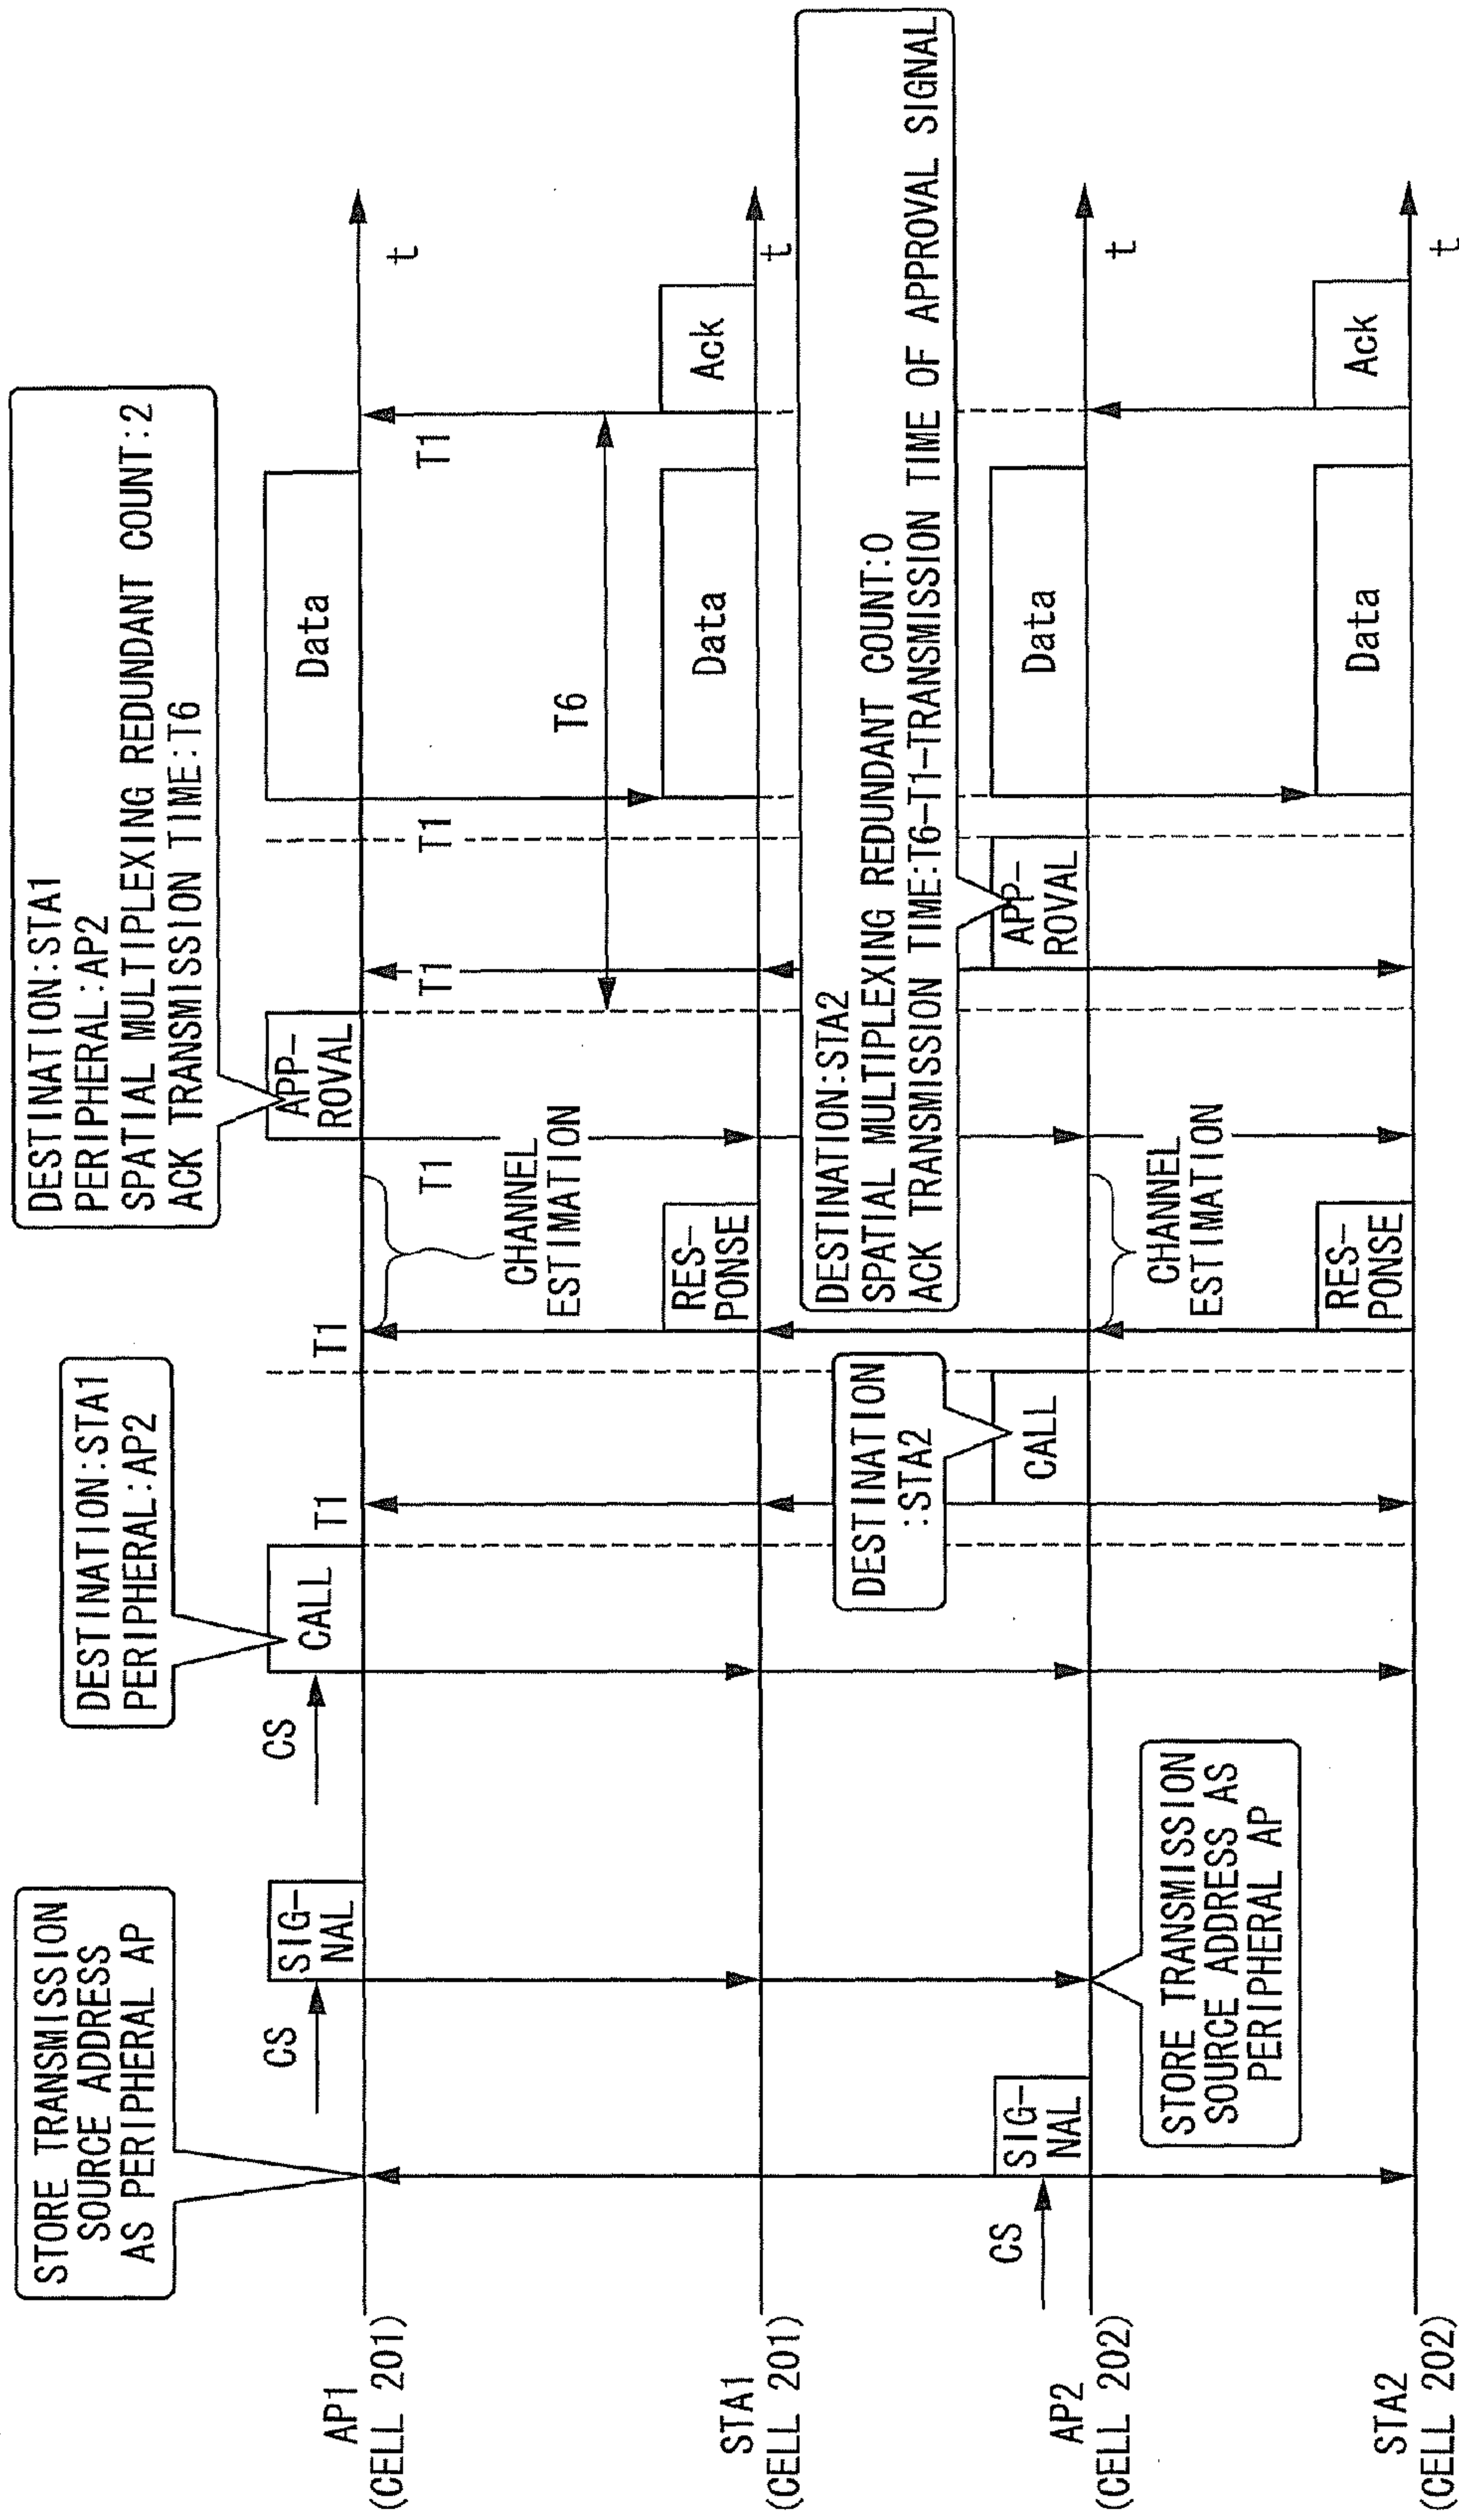 STORE TRANSMISSION
SOURCE ADDRESS
AS PERIPHERAL AP
DESTINATION:STA1
PERIPHERAL:AP2
DESTINATION:STA1
PERIPHERAL:AP2
SPATIAL MULTIPLEXING REDUNDANT COUNT:2
ACK TRANSMISSION TIME:T6
AP1
(CELL 201)
CS
SIG-
NAL
CS
CALL
T1
T1
APP-
ROVAL
T1
T1
T1
Data
T1
t
CHANNEL
ESTIMATION
T6
STA1
(CELL 201)
RES-
PONSE
Data
Ack
t
DESTINATION
:STA2
DESTINATION:STA2
SPATIAL MULTIPLEXING REDUNDANT COUNT:0
ACK TRANSMISSION TIME:T6-T1-TRANSMISSION TIME OF APPROVAL SIGNAL
AP2
(CELL 202)
CS
SIG-
NAL
CALL
APP-
ROVAL
Data
t
STORE TRANSMISSION
SOURCE ADDRESS AS
PERIPHERAL AP
CHANNEL
ESTIMATION
STA2
(CELL 202)
RES-
PONSE
Data
Ack
t